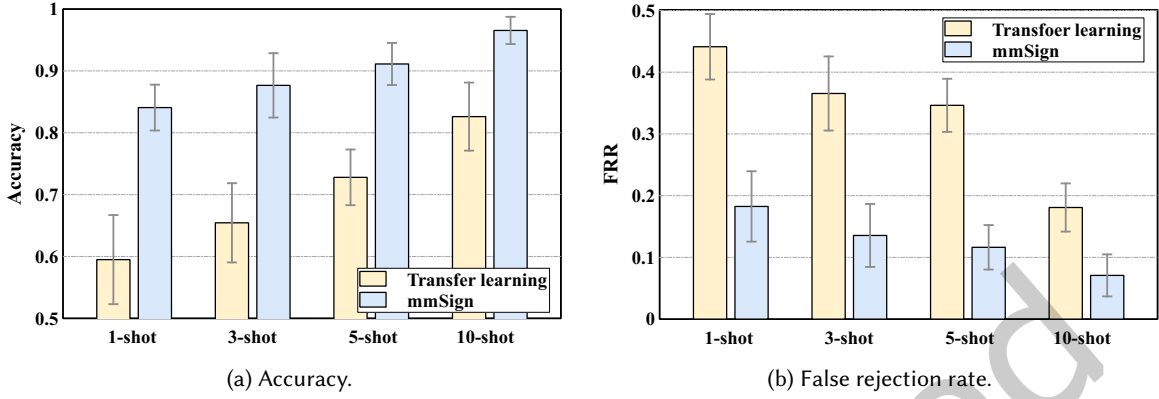 1
0.9
0.8
0.7
0.6
0.5
Accuracy
Transfer learning
mmSign
1-shot
3-shot
5-shot
10-shot
(a) Accuracy.
0.5
0.4
0.3
0.2
0.1
0
FRR
Transfoer learning
mmSign
1-shot
3-shot
5-shot
10-shot
(b) False rejection rate.